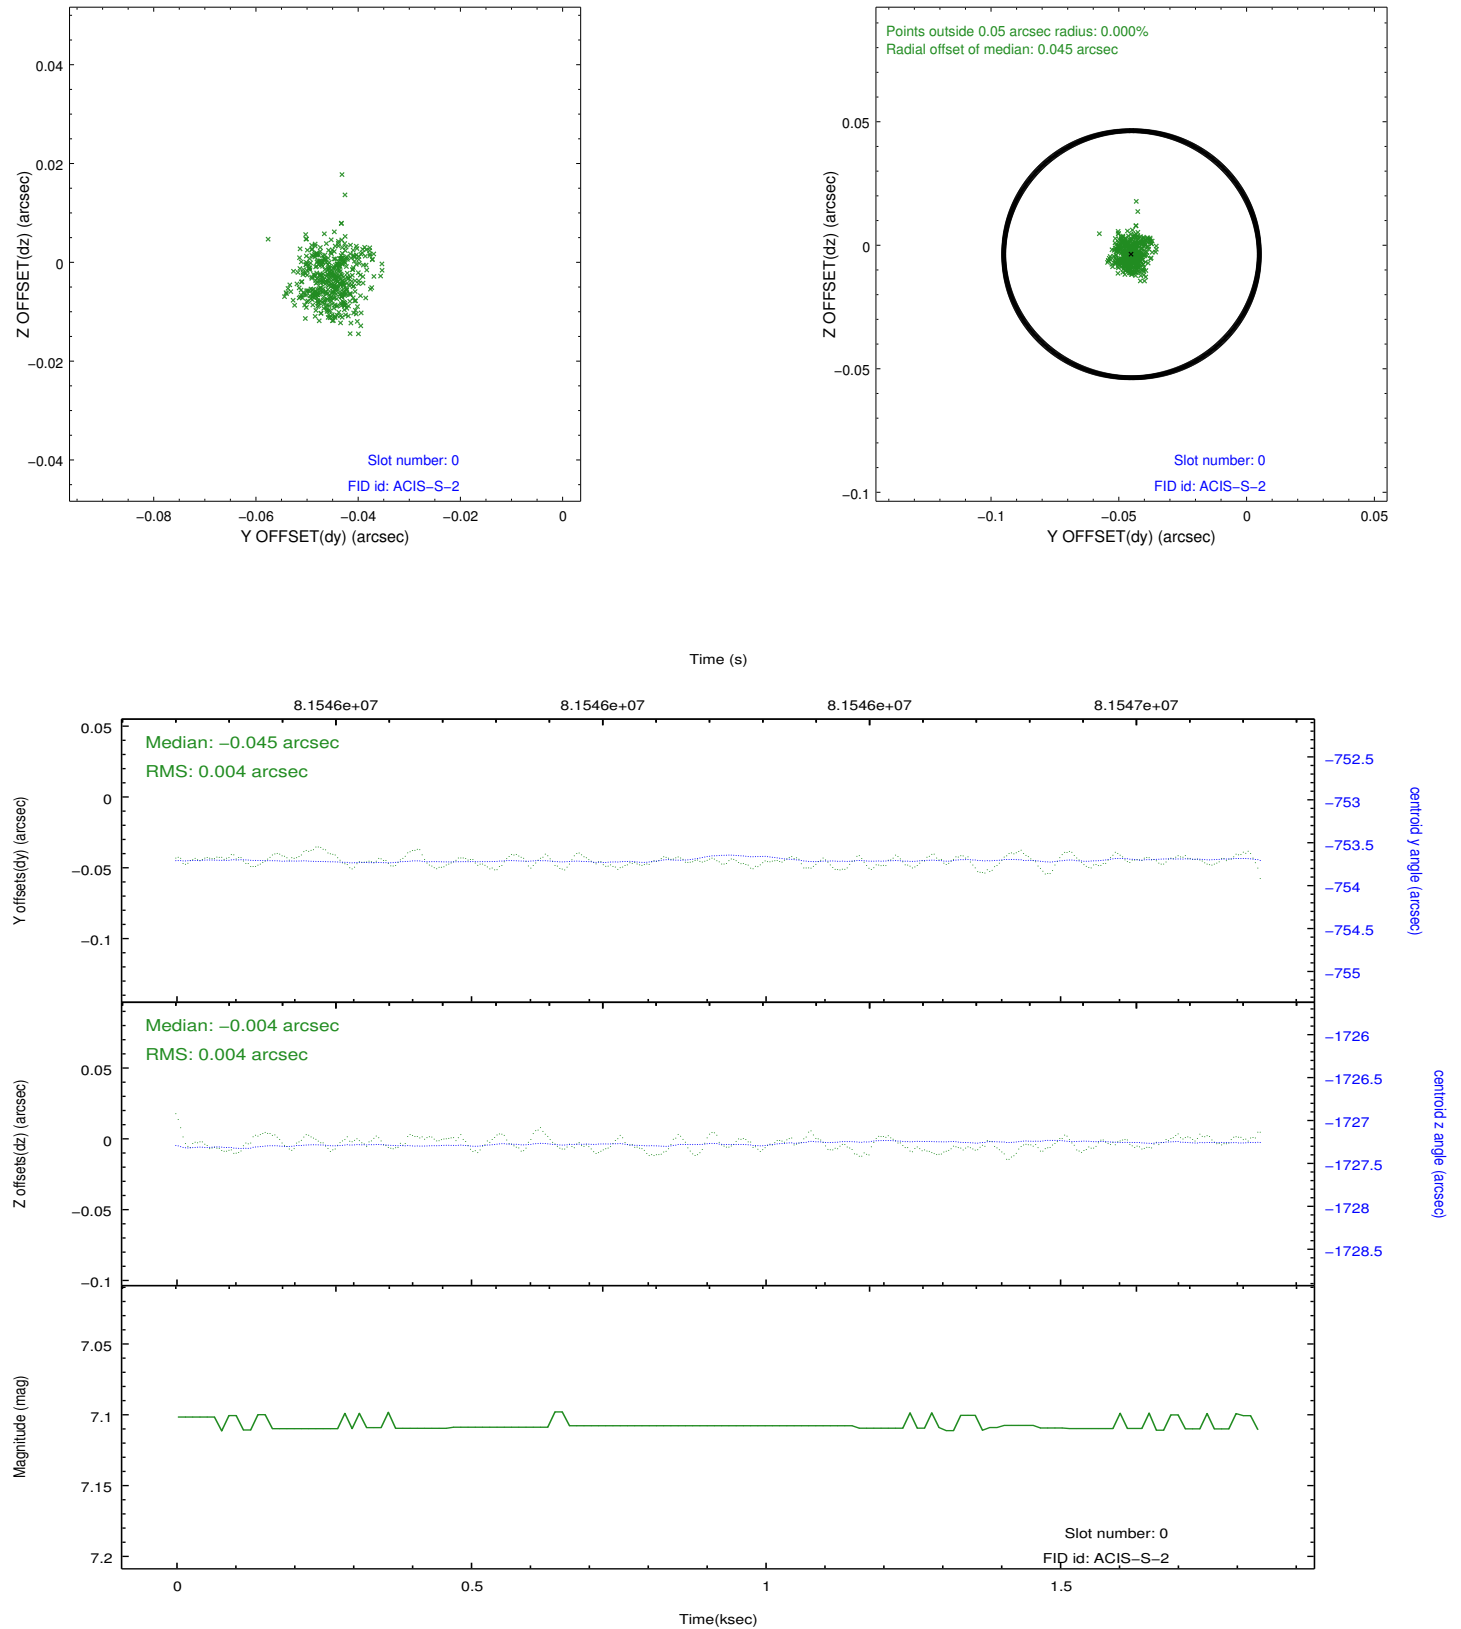 0.04
0.02
0
−0.02
−0.04
Z OFFSET(dz) (arcsec)
Slot number: 0
FID id: ACIS−S−2
−0.08
−0.06
−0.04
−0.02
0
Y OFFSET(dy) (arcsec)
Points outside 0.05 arcsec radius: 0.000%
Radial offset of median: 0.045 arcsec
0.05
0
−0.05
−0.1
Z OFFSET(dz) (arcsec)
Slot number: 0
FID id: ACIS−S−2
−0.1
−0.05
0
0.05
Y OFFSET(dy) (arcsec)
Time (s)
8.1546e+07
8.1546e+07
8.1546e+07
8.1547e+07
Median: −0.045 arcsec
RMS: 0.004 arcsec
0.05
0
−0.05
−0.1
Y offsets(dy) (arcsec)
−752.5
−753
−753.5
−754
−754.5
−755
centroid y angle (arcsec)
Median: −0.004 arcsec
RMS: 0.004 arcsec
0.05
0
−0.05
−0.1
Z offsets(dz) (arcsec)
−1726
−1726.5
−1727
−1727.5
−1728
−1728.5
centroid z angle (arcsec)
7.05
7.1
7.15
7.2
Magnitude (mag)
Slot number: 0
FID id: ACIS−S−2
0
0.5
1
1.5
Time(ksec)